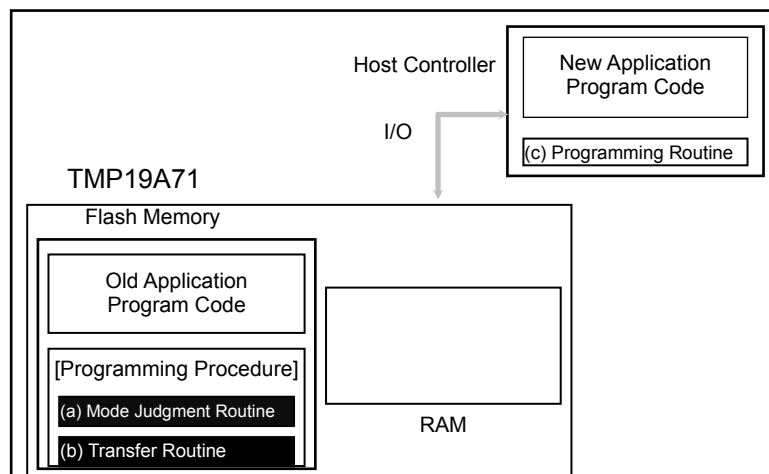 Host Controller
New Application
Program Code
I/O
(c) Programming Routine
TMP19A71
Flash Memory
Old Application
Program Code
[Programming Procedure]
(a) Mode Judgment Routine
(b) Transfer Routine
RAM